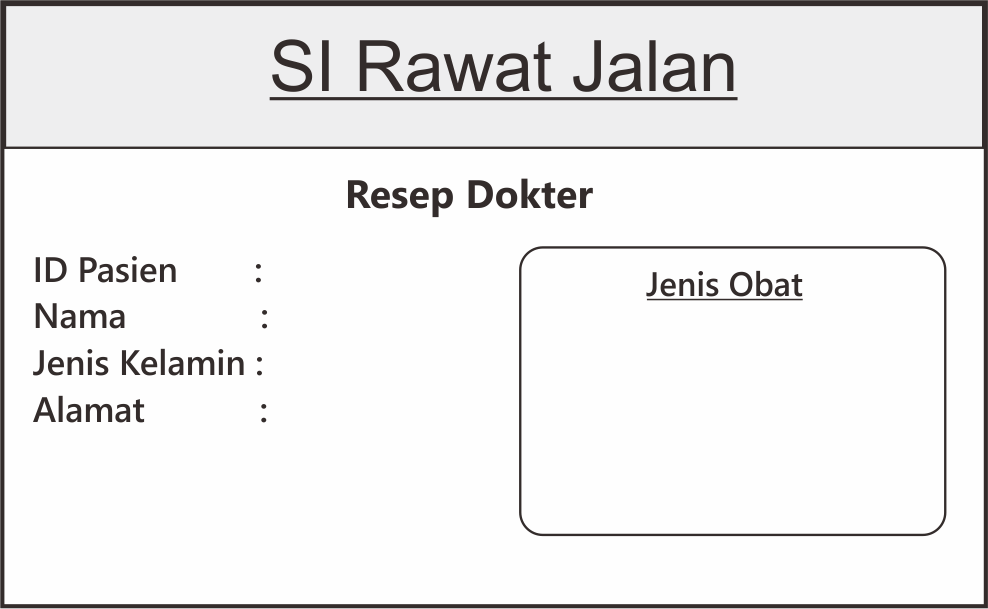 SI Rawat Jalan
Resep Dokter
ID Pasien :
Nama :
Jenis Kelamin :
Alamat :
Jenis Obat